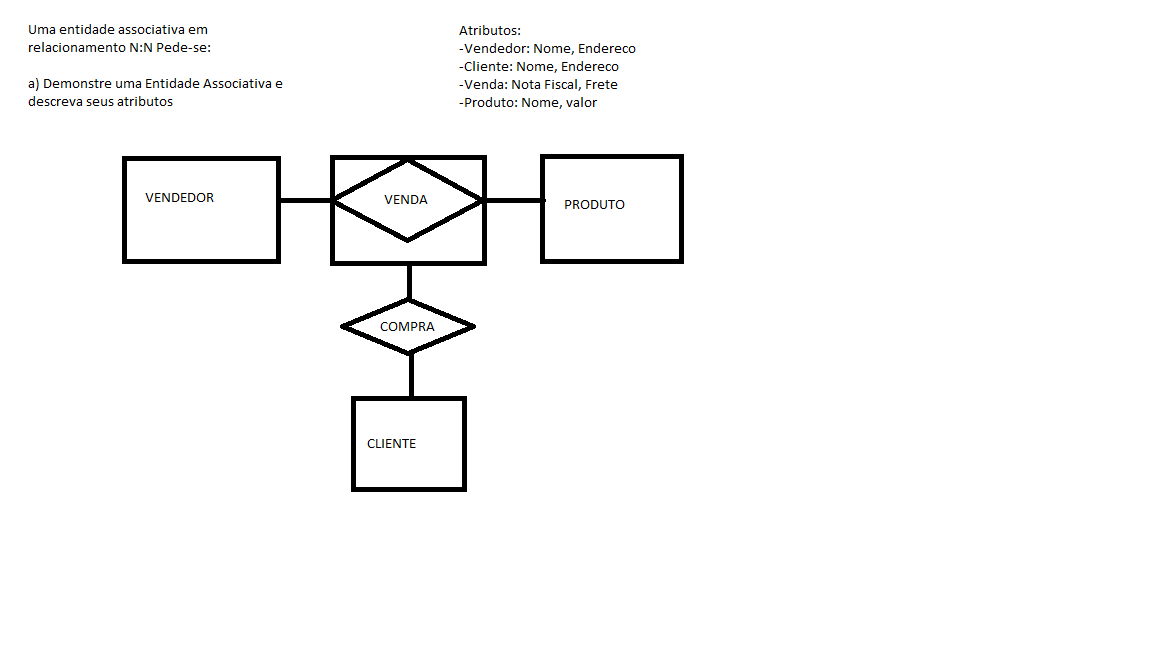 Uma entidade associativa em
relacionamento N:N Pede-se:
a) Demonstre uma Entidade Associativa e
descreva seus atributos
Atributos:
-Vendedor: Nome, Endereco
-Cliente: Nome, Endereco
-Venda: Nota Fiscal, Frete
-Produto: Nome, valor
VENDEDOR
VENDA
PRODUTO
COMPRA
CLIENTE